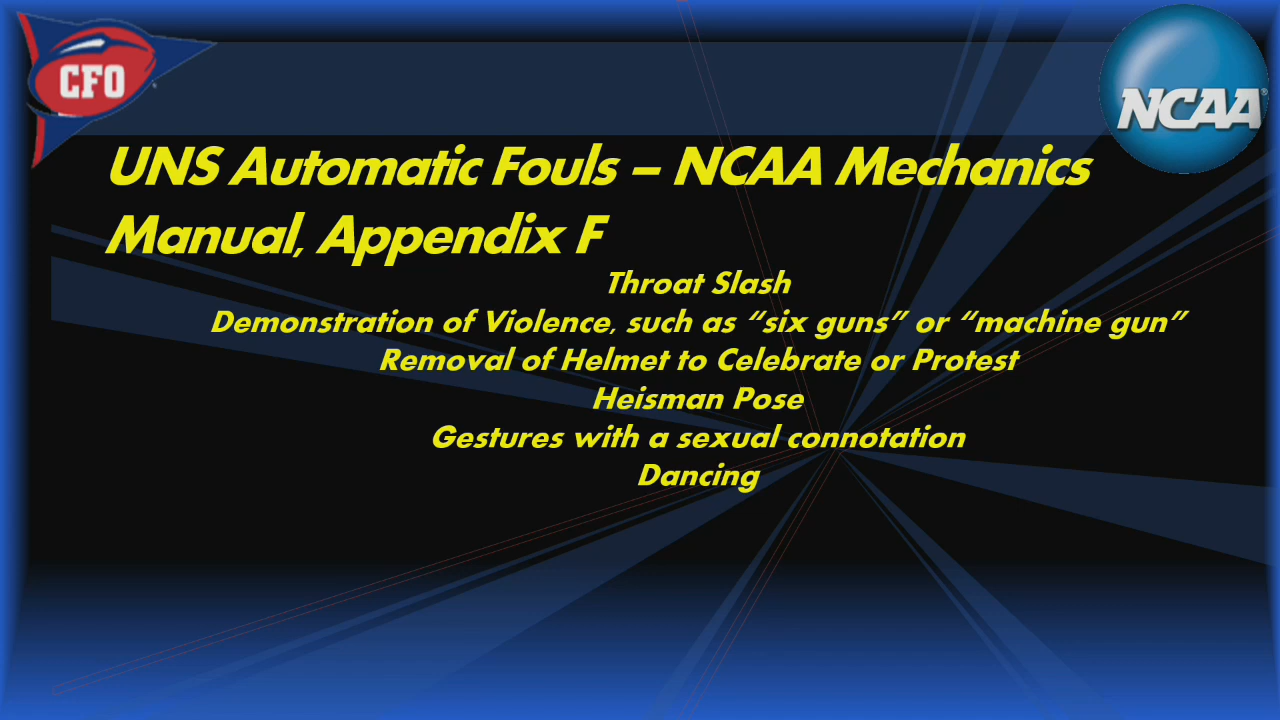 CFO
NCAA®
UNS Automatic Fouls – NCAA Mechanics
Manual, Appendix F
Throat Slash
Demonstration of Violence, such as “six guns” or “machine gun”
Removal of Helmet to Celebrate or Protest
Heisman Pose
Gestures with a sexual connotation
Dancing